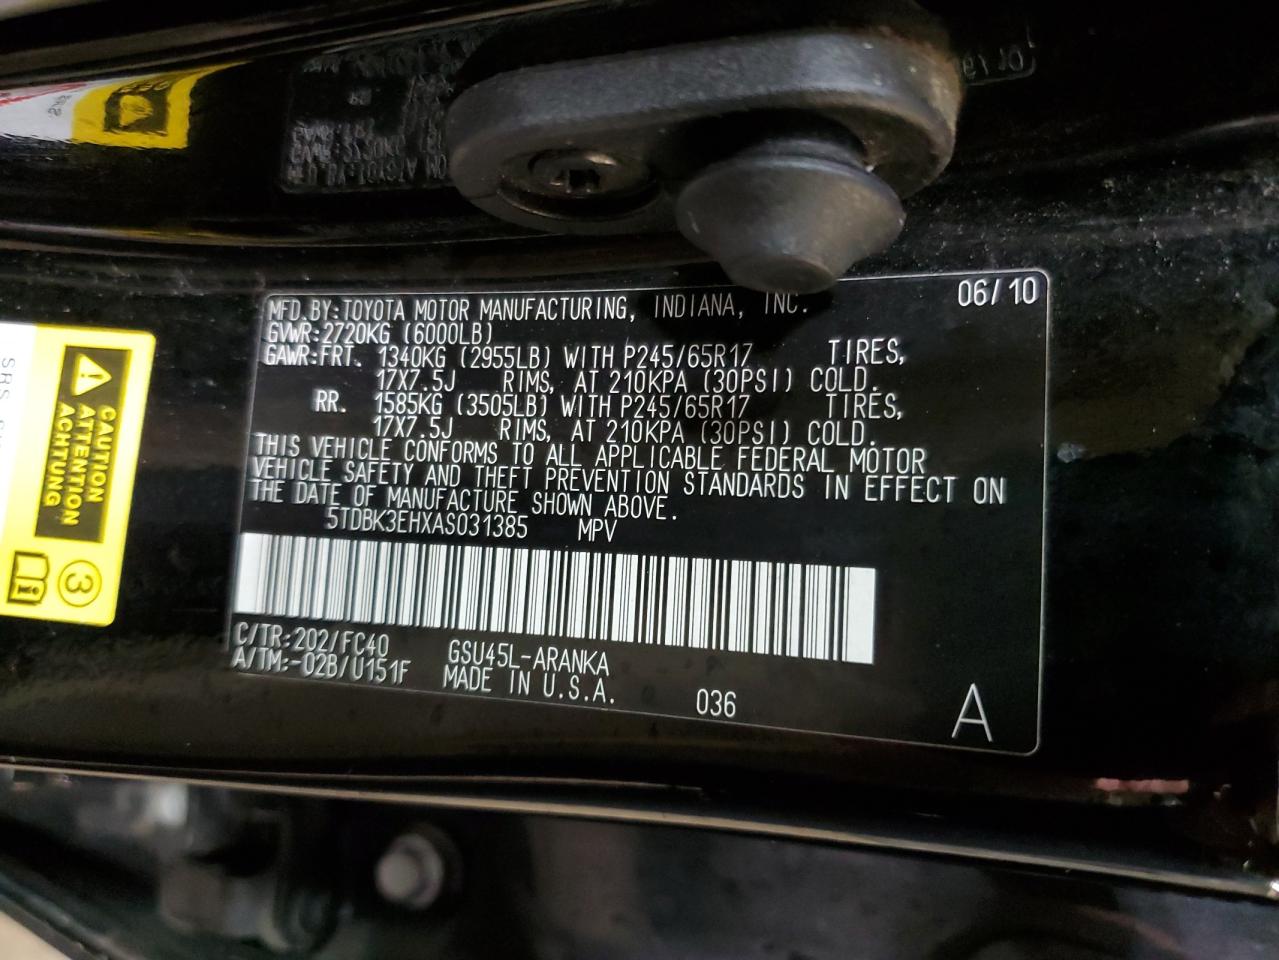 06/10
MFD.BY:TOYOTA MOTOR MANUFACTURING, INDIANA, INC.
GVWR:2720KG (6000LB)
GAWR:FRT. 1340KG (2955LB) WITH P245/65R17 TIRES,
17X7.5J RIMS, AT 210KPA (30PSI) COLD.
RR. 1585KG (3505LB) WITH P245/65R17 TIRES,
17X7.5J RIMS, AT 210KPA (30PSI) COLD.
THIS VEHICLE CONFORMS TO ALL APPLICABLE FEDERAL MOTOR
VEHICLE SAFETY AND THEFT PREVENTION STANDARDS IN EFFECT ON
THE DATE OF MANUFACTURE SHOWN ABOVE.
5TDBK3EHXAS031385 MPV
C/TR:202/FC40 GSU45L-ARANKA
A/TM:-02B/U151F MADE IN U.S.A. 036
A
CAUTION
ATTENTION
ACHTUNG
3
SRS